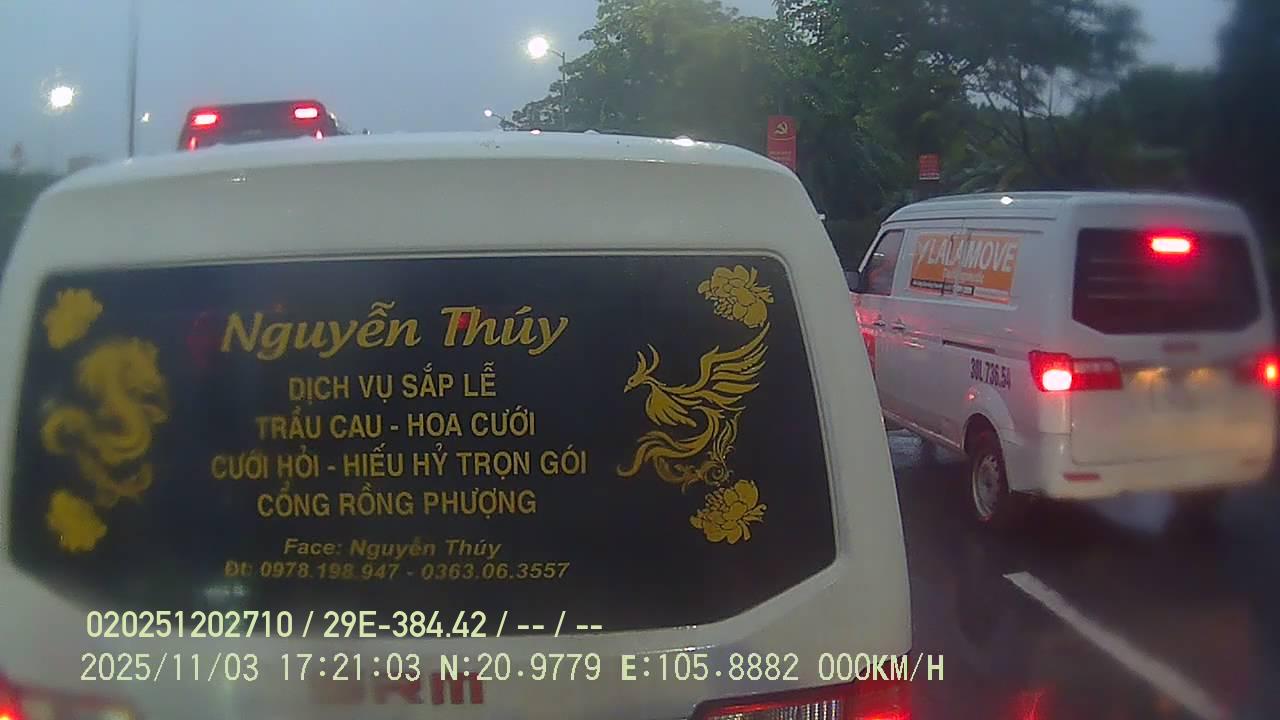 Nguyễn Thúy
DỊCH VỤ SẮP LỄ
TRẦU CAU - HOA CƯỚI
CƯỚI HỎI - HIẾU HỶ TRỌN GÓI
CỔNG RỒNG PHƯỢNG
Face: Nguyễn Thúy
Đt: 0978.198.947 - 0363.06.3557
LALAMOVE
30L 736.54
020251202710 / 29E-384.42 / -- / --
2025/11/03 17:21:03 N:20.9779 E:105.8882 000KM/H
SRM